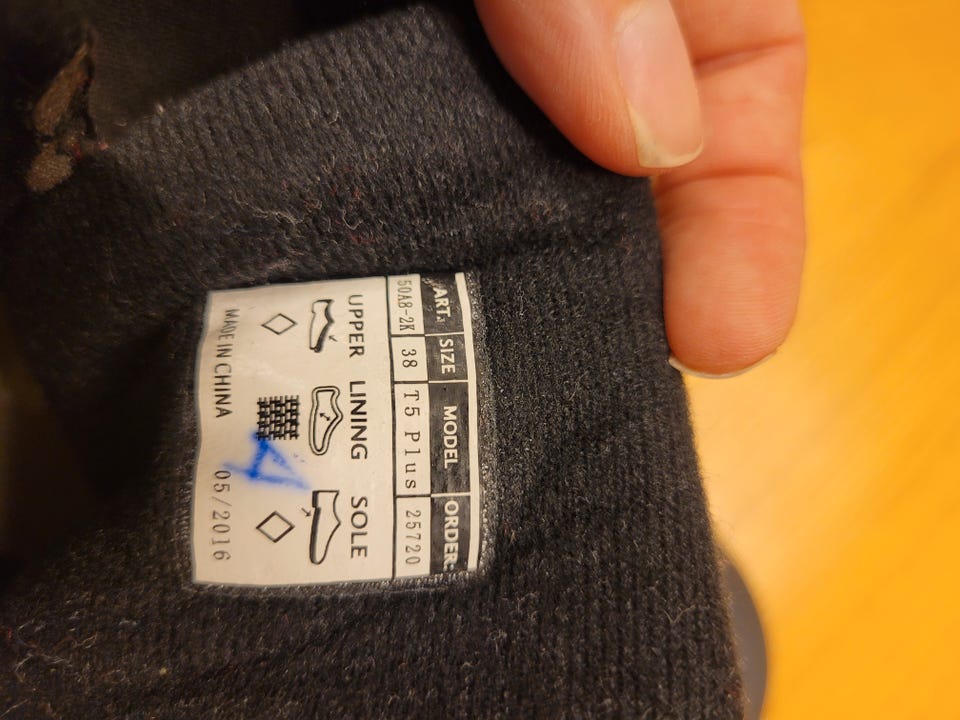 ART. SIZE MODEL ORDER:
50A8-2K 38 T5 Plus 25720
UPPER LINING SOLE
A
MADE IN CHINA 05/2016